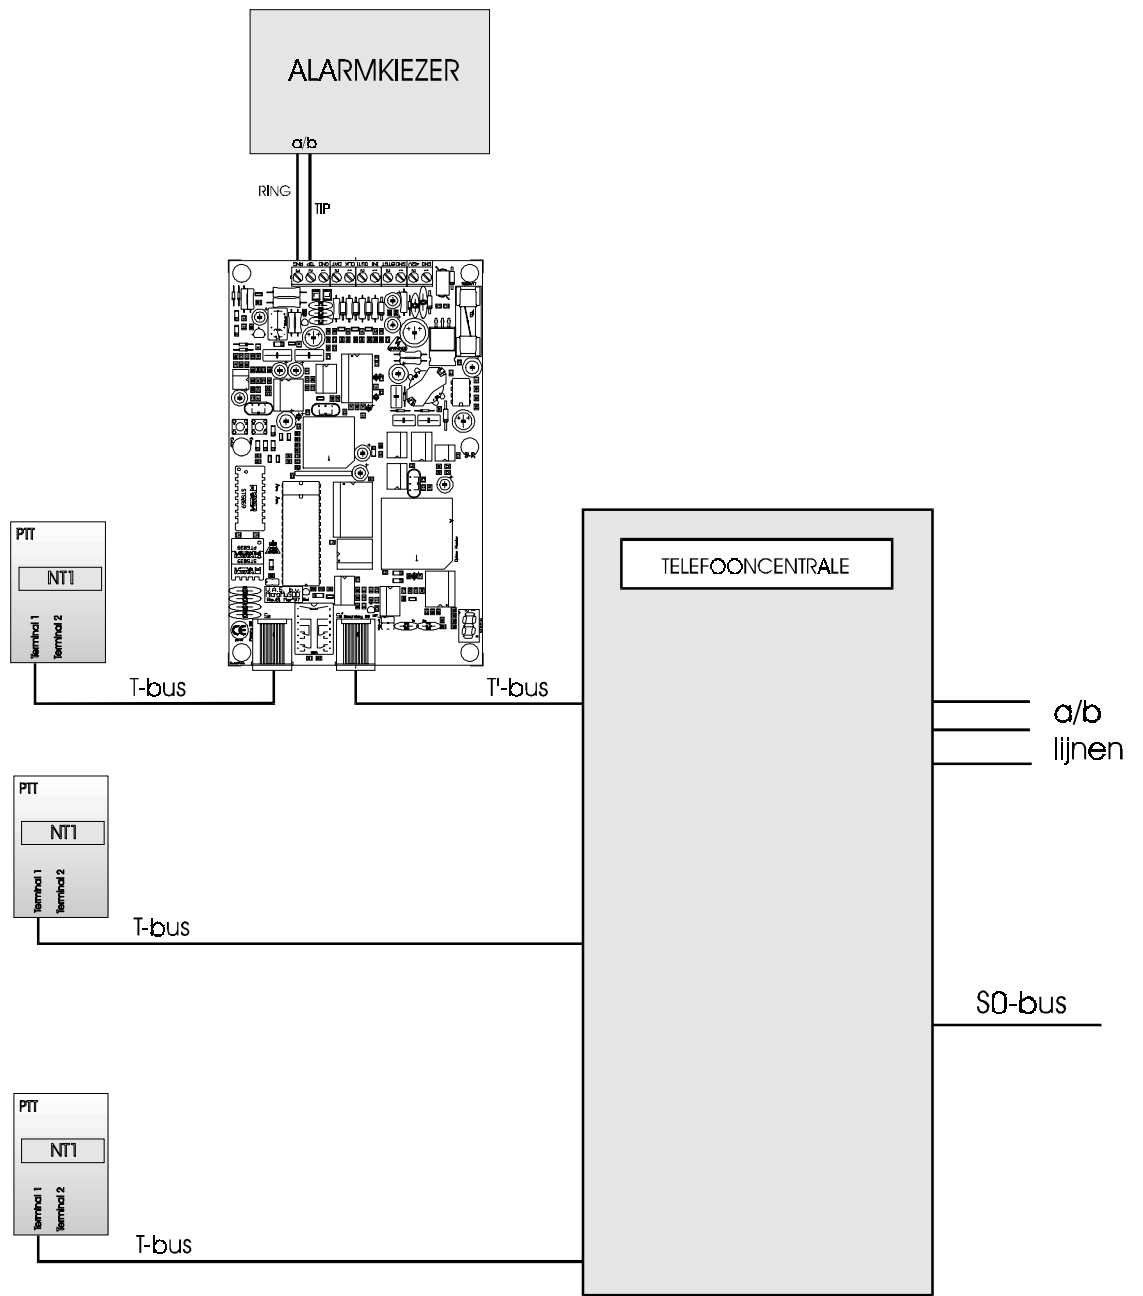 ALARMKIEZER
a/b
RING
TIP
PTT
NT1
Terminal 1
Terminal 2
TELEFOONCENTRALE
T-bus
T'-bus
a/b
lijnen
PTT
NT1
Terminal 1
Terminal 2
T-bus
S0-bus
PTT
NT1
Terminal 1
Terminal 2
T-bus